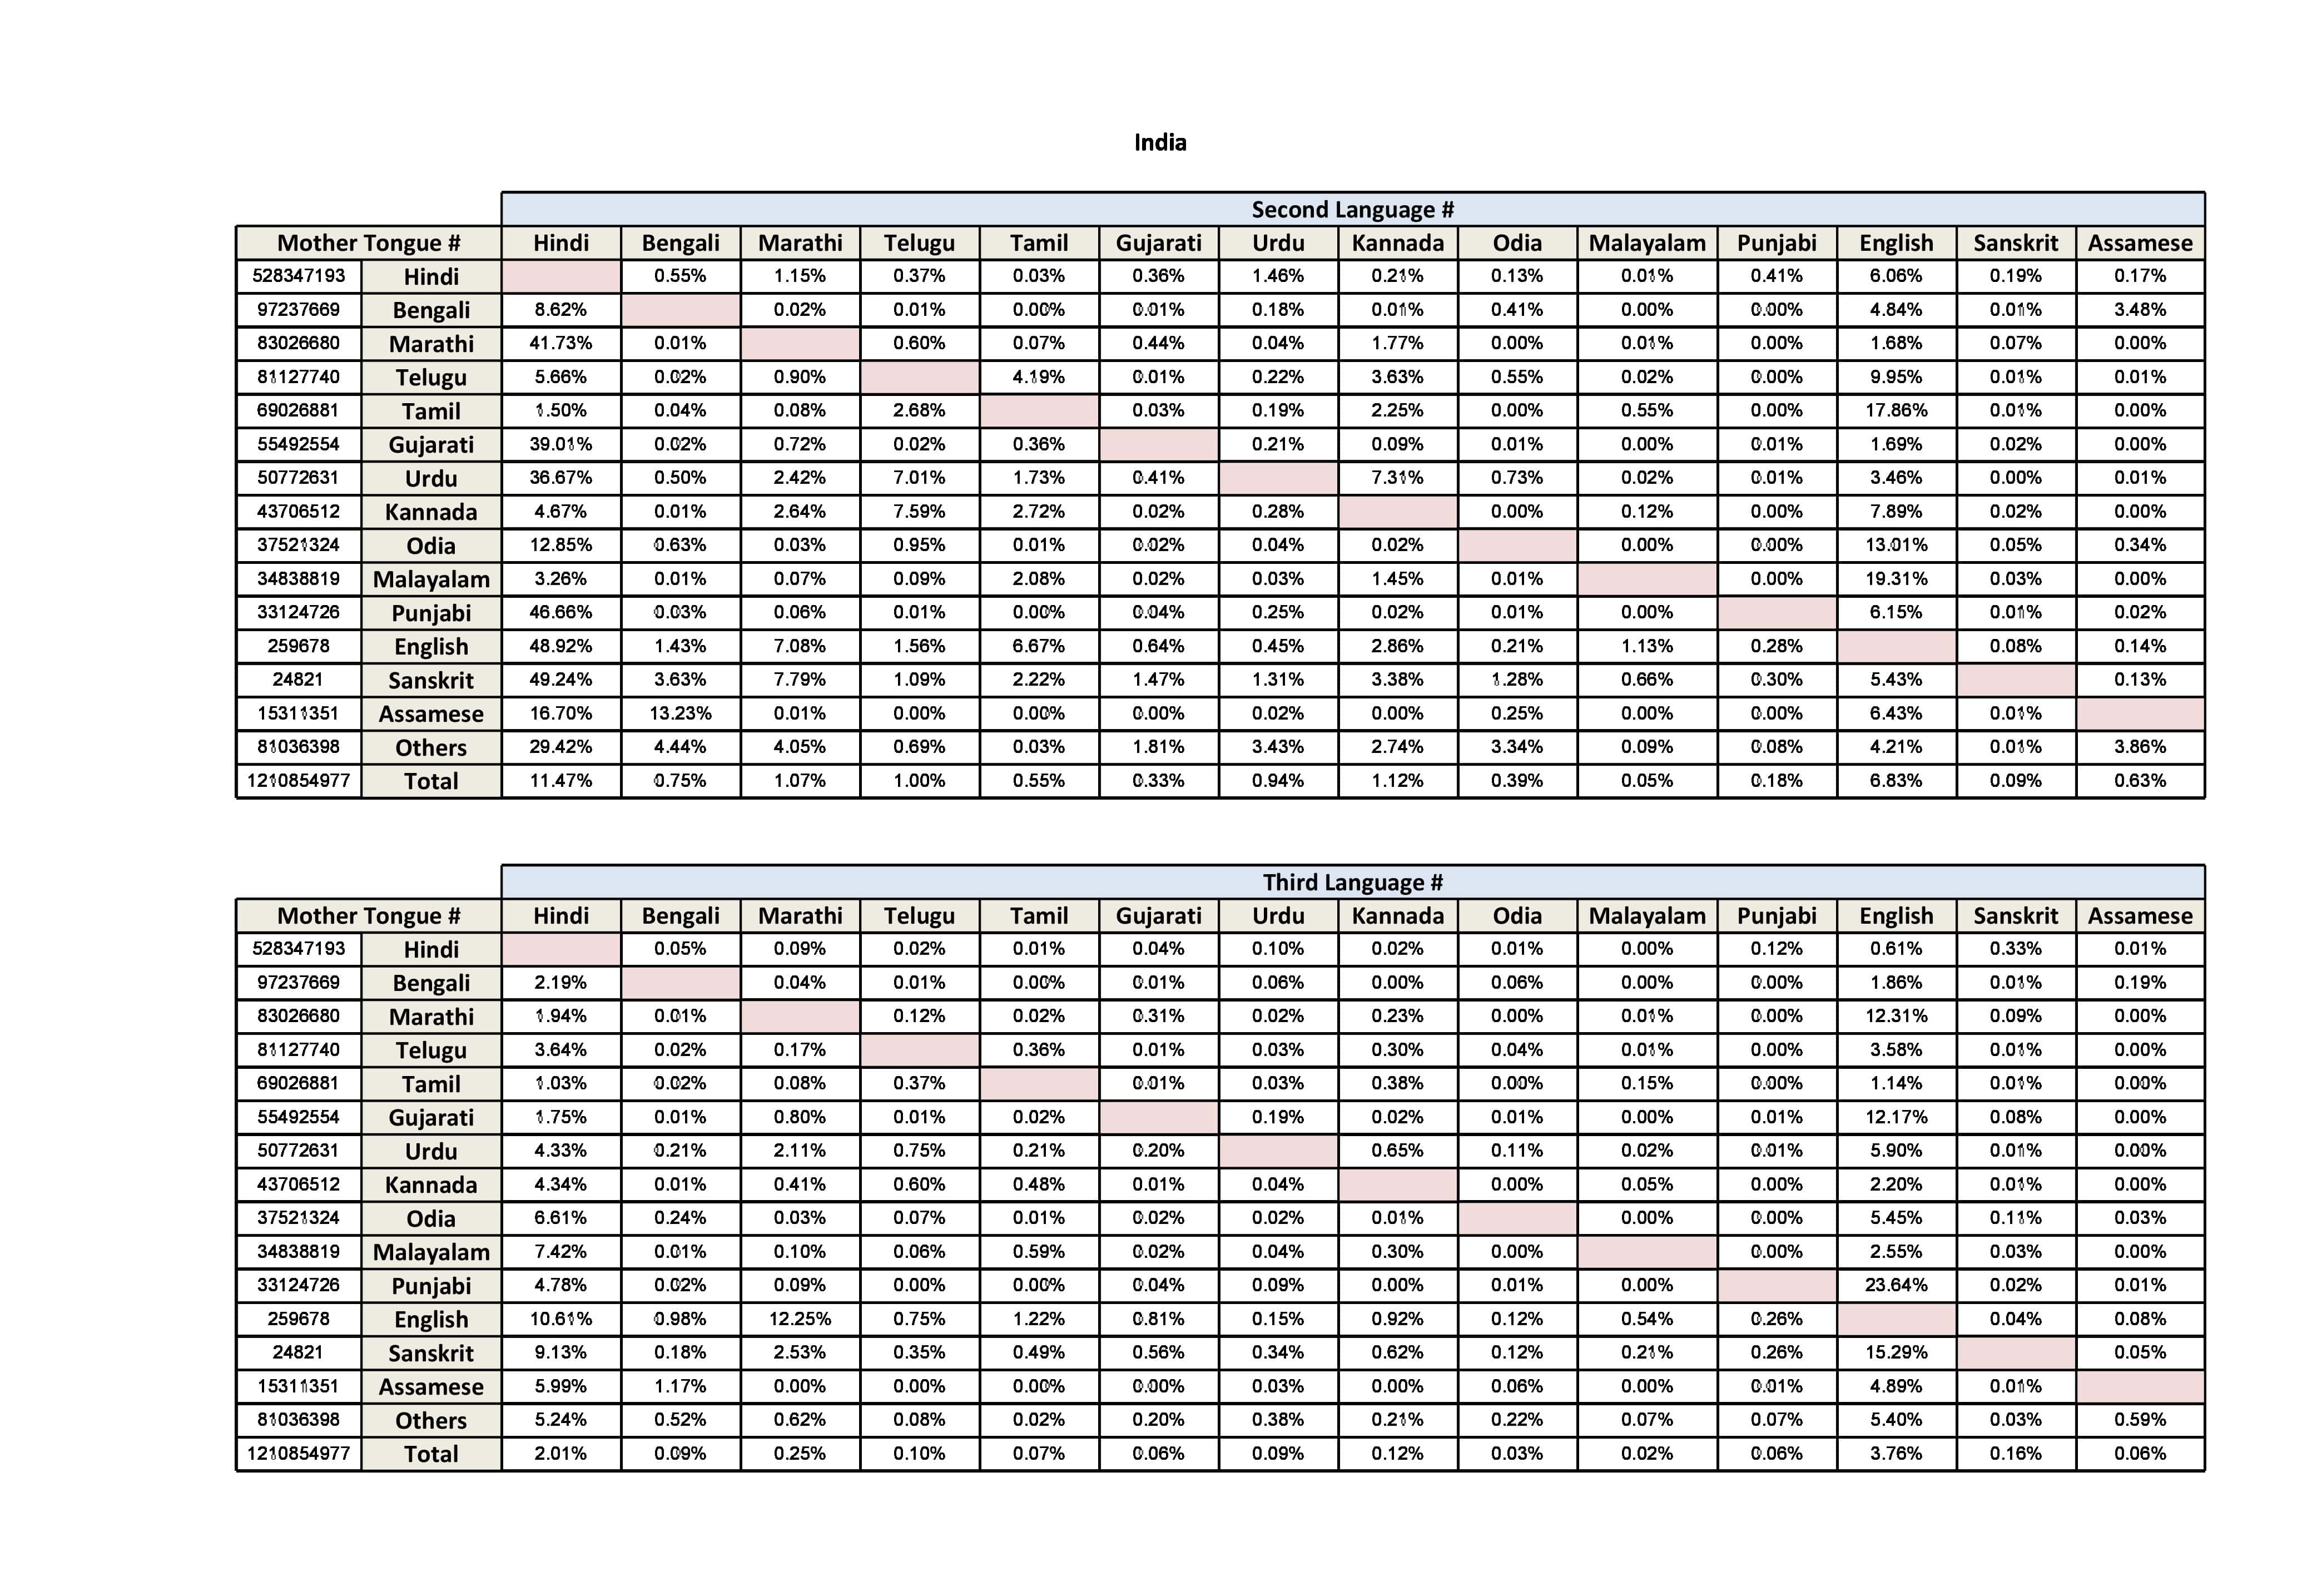 India
Second Language #
Mother Tongue # Hindi Bengali Marathi Telugu Tamil Gujarati Urdu Kannada Odia Malayalam Punjabi English Sanskrit Assamese
528347193 Hindi 0.55% 1.15% 0.37% 0.03% 0.36% 1.46% 0.21% 0.13% 0.01% 0.41% 6.06% 0.19% 0.17%
97237669 Bengali 8.62% 0.02% 0.01% 0.00% 0.01% 0.18% 0.01% 0.41% 0.00% 0.00% 4.84% 0.01% 3.48%
83026680 Marathi 41.73% 0.01% 0.60% 0.07% 0.44% 0.04% 1.77% 0.00% 0.01% 0.00% 1.68% 0.07% 0.00%
81127740 Telugu 5.66% 0.02% 0.90% 4.19% 0.01% 0.22% 3.63% 0.55% 0.02% 0.00% 9.95% 0.01% 0.01%
69026881 Tamil 1.50% 0.04% 0.08% 2.68% 0.03% 0.19% 2.25% 0.00% 0.55% 0.00% 17.86% 0.01% 0.00%
55492554 Gujarati 39.01% 0.02% 0.72% 0.02% 0.36% 0.21% 0.09% 0.01% 0.00% 0.01% 1.69% 0.02% 0.00%
50772631 Urdu 36.67% 0.50% 2.42% 7.01% 1.73% 0.41% 7.31% 0.73% 0.02% 0.01% 3.46% 0.00% 0.01%
43706512 Kannada 4.67% 0.01% 2.64% 7.59% 2.72% 0.02% 0.28% 0.00% 0.12% 0.00% 7.89% 0.02% 0.00%
37521324 Odia 12.85% 0.63% 0.03% 0.95% 0.01% 0.02% 0.04% 0.02% 0.00% 0.00% 13.01% 0.05% 0.34%
34838819 Malayalam 3.26% 0.01% 0.07% 0.09% 2.08% 0.02% 0.03% 1.45% 0.01% 0.00% 19.31% 0.03% 0.00%
33124726 Punjabi 46.66% 0.03% 0.06% 0.01% 0.00% 0.04% 0.25% 0.02% 0.01% 0.00% 6.15% 0.01% 0.02%
259678 English 48.92% 1.43% 7.08% 1.56% 6.67% 0.64% 0.45% 2.86% 0.21% 1.13% 0.28% 0.08% 0.14%
24821 Sanskrit 49.24% 3.63% 7.79% 1.09% 2.22% 1.47% 1.31% 3.38% 1.28% 0.66% 0.30% 5.43% 0.13%
15311351 Assamese 16.70% 13.23% 0.01% 0.00% 0.00% 0.00% 0.02% 0.00% 0.25% 0.00% 0.00% 6.43% 0.01%
81036398 Others 29.42% 4.44% 4.05% 0.69% 0.03% 1.81% 3.43% 2.74% 3.34% 0.09% 0.08% 4.21% 0.01% 3.86%
1210854977 Total 11.47% 0.75% 1.07% 1.00% 0.55% 0.33% 0.94% 1.12% 0.39% 0.05% 0.18% 6.83% 0.09% 0.63%
Third Language #
Mother Tongue # Hindi Bengali Marathi Telugu Tamil Gujarati Urdu Kannada Odia Malayalam Punjabi English Sanskrit Assamese
528347193 Hindi 0.05% 0.09% 0.02% 0.01% 0.04% 0.10% 0.02% 0.01% 0.00% 0.12% 0.61% 0.33% 0.01%
97237669 Bengali 2.19% 0.04% 0.01% 0.00% 0.01% 0.06% 0.00% 0.06% 0.00% 0.00% 1.86% 0.01% 0.19%
83026680 Marathi 1.94% 0.01% 0.12% 0.02% 0.31% 0.02% 0.23% 0.00% 0.01% 0.00% 12.31% 0.09% 0.00%
81127740 Telugu 3.64% 0.02% 0.17% 0.36% 0.01% 0.03% 0.30% 0.04% 0.01% 0.00% 3.58% 0.01% 0.00%
69026881 Tamil 1.03% 0.02% 0.08% 0.37% 0.01% 0.03% 0.38% 0.00% 0.15% 0.00% 1.14% 0.01% 0.00%
55492554 Gujarati 1.75% 0.01% 0.80% 0.01% 0.02% 0.19% 0.02% 0.01% 0.00% 0.01% 12.17% 0.08% 0.00%
50772631 Urdu 4.33% 0.21% 2.11% 0.75% 0.21% 0.20% 0.65% 0.11% 0.02% 0.01% 5.90% 0.01% 0.00%
43706512 Kannada 4.34% 0.01% 0.41% 0.60% 0.48% 0.01% 0.04% 0.00% 0.05% 0.00% 2.20% 0.01% 0.00%
37521324 Odia 6.61% 0.24% 0.03% 0.07% 0.01% 0.02% 0.02% 0.01% 0.00% 0.00% 5.45% 0.11% 0.03%
34838819 Malayalam 7.42% 0.01% 0.10% 0.06% 0.59% 0.02% 0.04% 0.30% 0.00% 0.00% 2.55% 0.03% 0.00%
33124726 Punjabi 4.78% 0.02% 0.09% 0.00% 0.00% 0.04% 0.09% 0.00% 0.01% 0.00% 23.64% 0.02% 0.01%
259678 English 10.61% 0.98% 12.25% 0.75% 1.22% 0.81% 0.15% 0.92% 0.12% 0.54% 0.26% 0.04% 0.08%
24821 Sanskrit 9.13% 0.18% 2.53% 0.35% 0.49% 0.56% 0.34% 0.62% 0.12% 0.21% 0.26% 15.29% 0.05%
15311351 Assamese 5.99% 1.17% 0.00% 0.00% 0.00% 0.00% 0.03% 0.00% 0.06% 0.00% 0.01% 4.89% 0.01%
81036398 Others 5.24% 0.52% 0.62% 0.08% 0.02% 0.20% 0.38% 0.21% 0.22% 0.07% 0.07% 5.40% 0.03% 0.59%
1210854977 Total 2.01% 0.09% 0.25% 0.10% 0.07% 0.06% 0.09% 0.12% 0.03% 0.02% 0.06% 3.76% 0.16% 0.06%